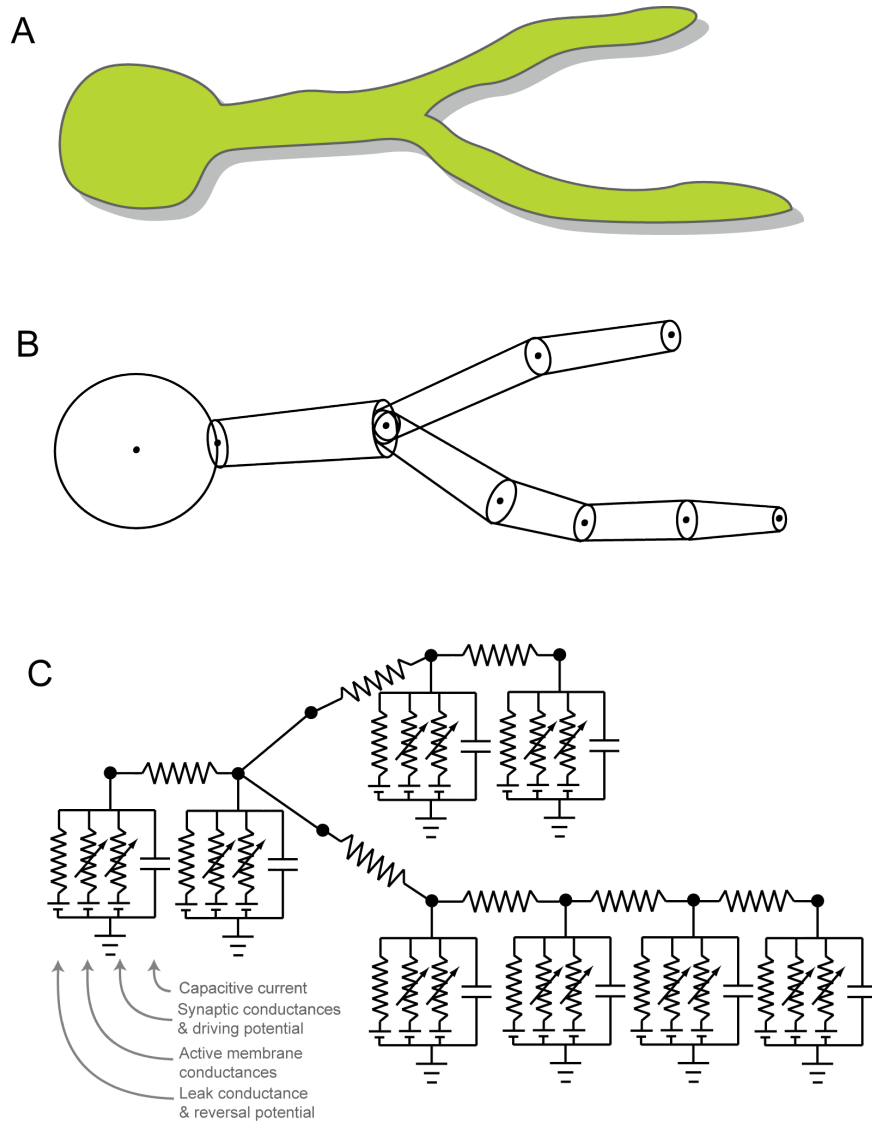 A
B
C
Capacitive current
Synaptic conductances
& driving potential
Active membrane
conductances
Leak conductance
& reversal potential